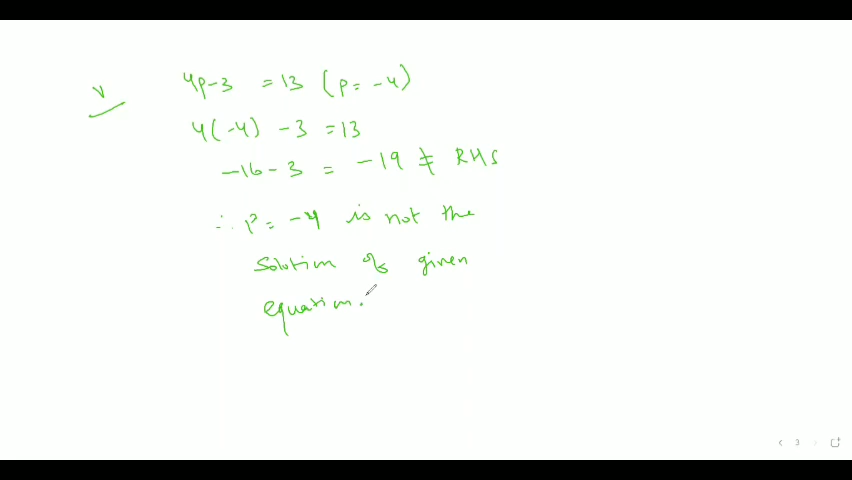 v
4p-3 = 13 (p = -4)
4(-4) -3 = 13
-16-3 = -19 ≠ RHS
∴ P = -4 is not the
solution of given
equation.
3